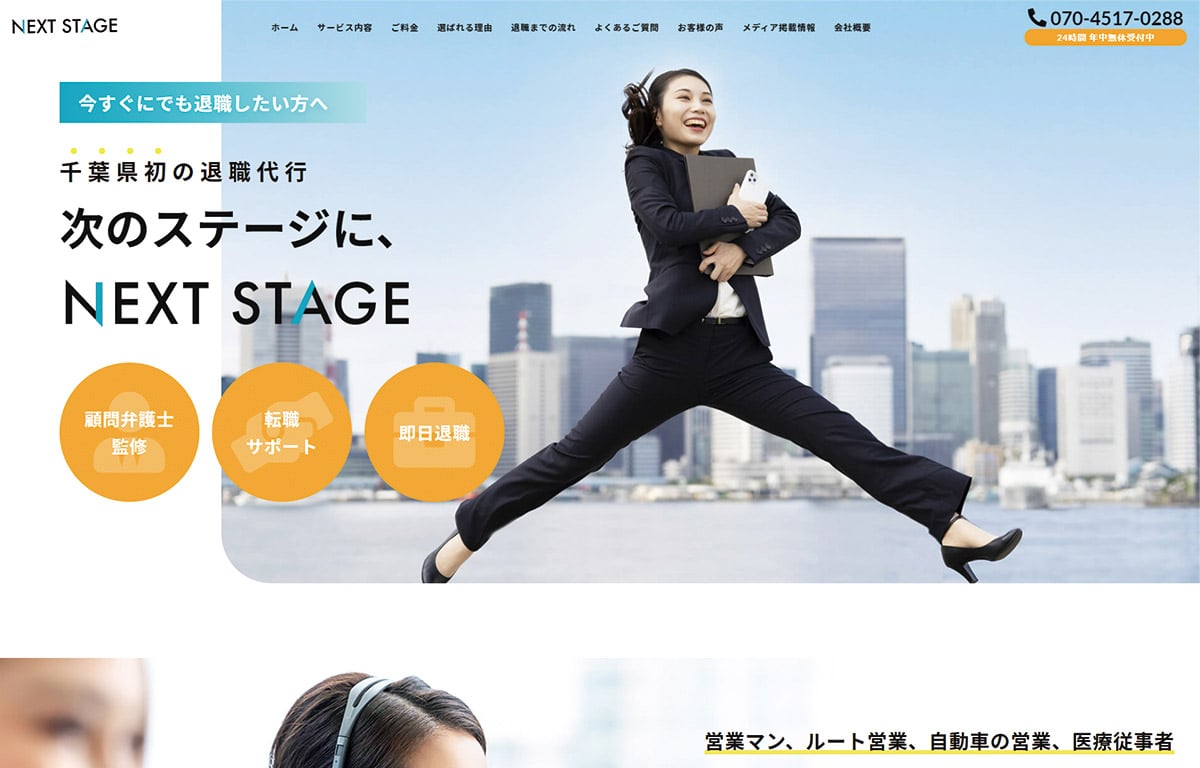 NEXT STAGE
ホーム サービス内容 ご料金 選ばれる理由 退職までの流れ よくあるご質問 お客様の声 メディア掲載情報 会社概要
070-4517-0288
24時間 年中無休受付中
今すぐにでも退職したい方へ
千葉県初の退職代行
次のステージに、
NEXT STAGE
顧問弁護士
監修
転職
サポート
即日退職
営業マン、ルート営業、自動車の営業、医療従事者